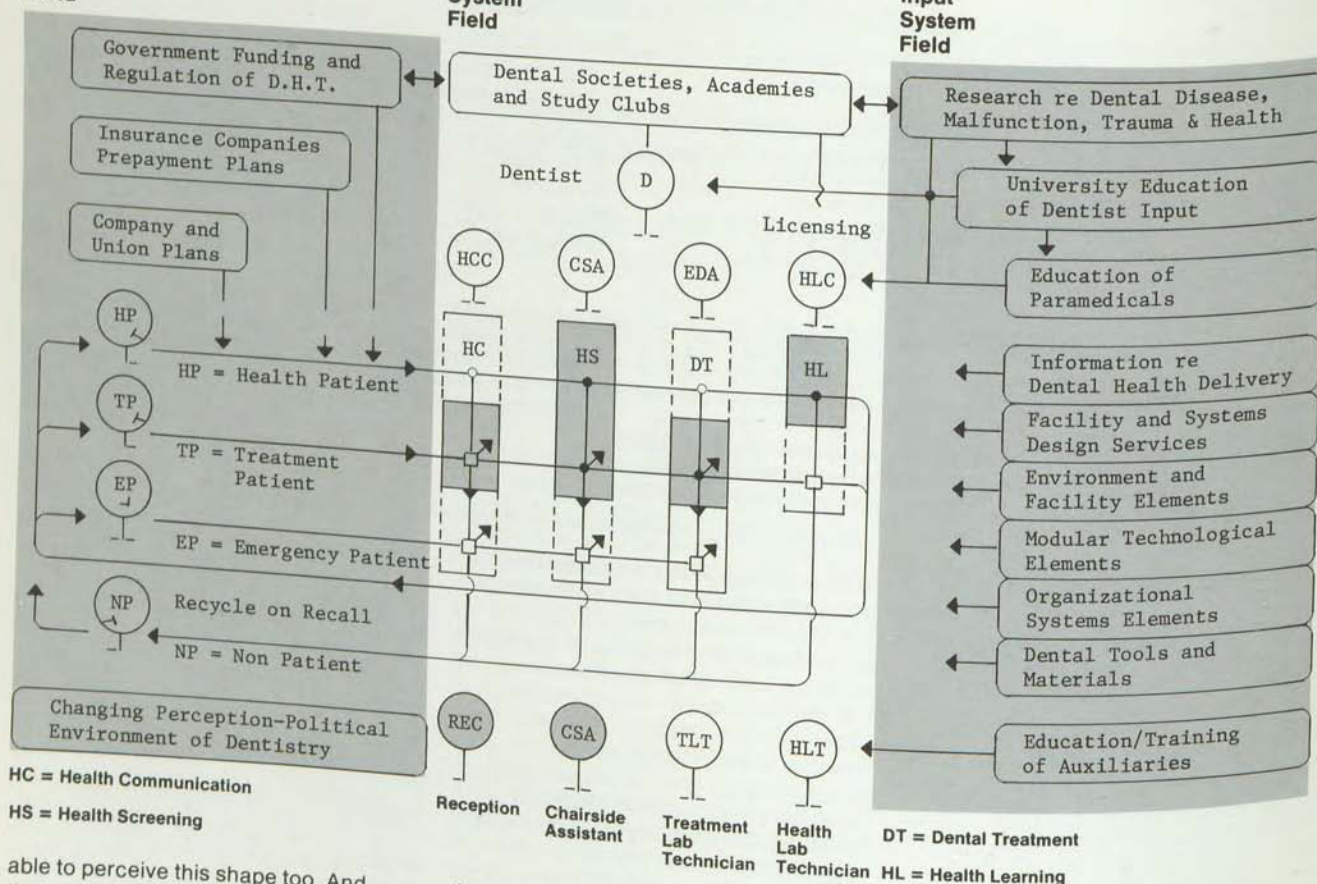 System
Field
Input
System
Field
Government Funding and
Regulation of D.H.T.
Insurance Companies
Prepayment Plans
Company and
Union Plans
Dental Societies, Academies
and Study Clubs
Dentist
D
Licensing
HCC
CSA
EDA
HLC
HC
HS
DT
HL
HP
HP = Health Patient
TP
TP = Treatment
Patient
EP
EP = Emergency Patient
NP
Recycle on Recall
NP = Non Patient
Changing Perception-Political
Environment of Dentistry
REC
CSA
TLT
HLT
Reception
Chairside
Assistant
Treatment
Lab
Technician
Health
Lab
Technician
Research re Dental Disease,
Malfunction, Trauma & Health
University Education
of Dentist Input
Education of
Paramedicals
Information re
Dental Health Delivery
Facility and Systems
Design Services
Environment and
Facility Elements
Modular Technological
Elements
Organizational
Systems Elements
Dental Tools and
Materials
Education/Training
of Auxiliaries
HC = Health Communication
HS = Health Screening
DT = Dental Treatment
HL = Health Learning
able to perceive this shape too. And